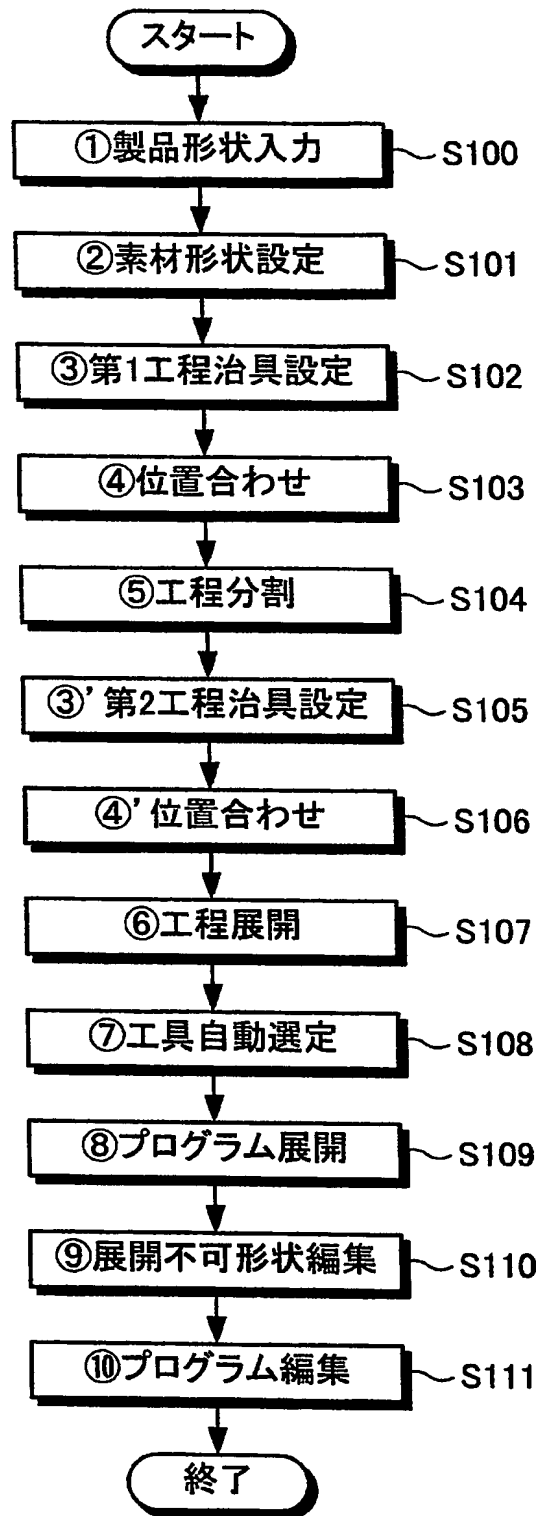 スタート
①製品形状入力 S100
②素材形状設定 S101
③第1工程治具設定 S102
④位置合わせ S103
⑤工程分割 S104
③’第2工程治具設定 S105
④’位置合わせ S106
⑥工程展開 S107
⑦工具自動選定 S108
⑧プログラム展開 S109
⑨展開不可形状編集 S110
⑩プログラム編集 S111
終了